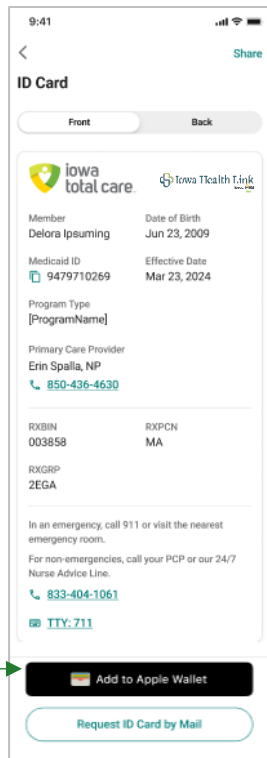 9:41
Share
ID Card
Front Back
iowa
total care.
Iowa Health Link
Member Date of Birth
Delora Ipsuming Jun 23, 2009
Medicaid ID Effective Date
9479710269 Mar 23, 2024
Program Type
[ProgramName]
Primary Care Provider
Erin Spalla, NP
850-436-4630
RXBIN RXPCN
003858 MA
RXGRP
2EGA
In an emergency, call 911 or visit the nearest
emergency room.
For non-emergencies, call your PCP or our 24/7
Nurse Advice Line.
833-404-1061
TTY: 711
Add to Apple Wallet
Request ID Card by Mail